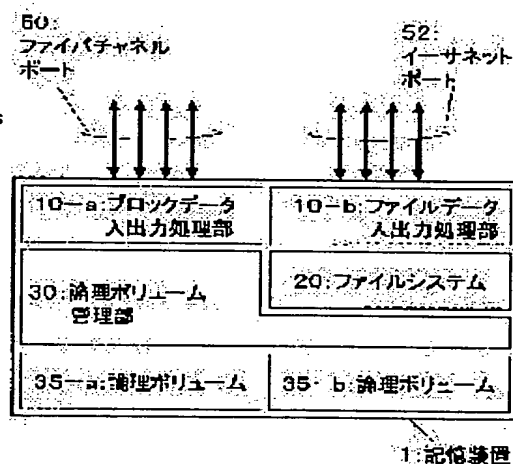 50:
ファイバチャネル
ポート
52:
イーサネット
ポート
s
10-a:ブロックデータ
入出力処理部
10-b:ファイルデータ
入出力処理部
30:論理ボリューム
管理部
20:ファイルシステム
35-a:論理ボリューム
35-b:論理ボリューム
1:記憶装置